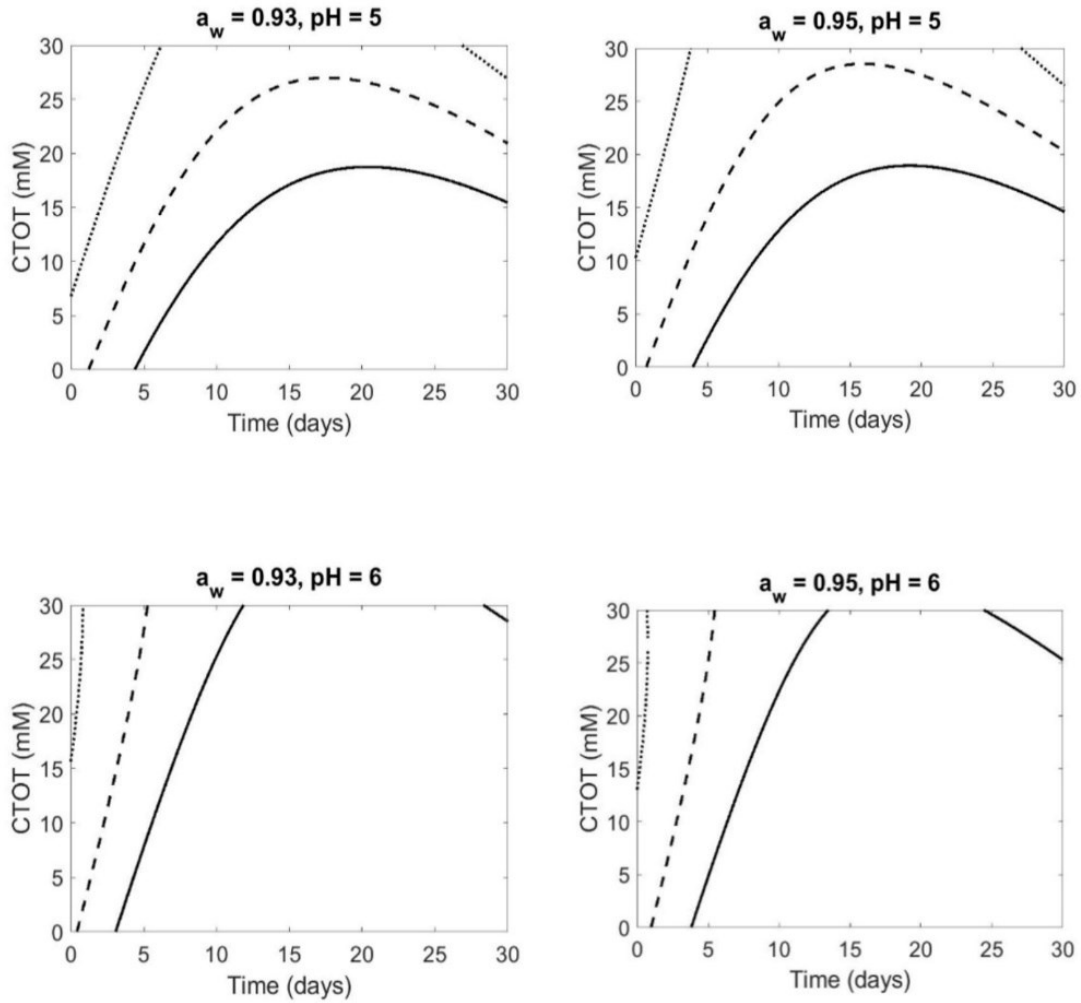 a_w = 0.93, pH = 5
30
25
20
15
10
5
0
CTOT (mM)
0 5 10 15 20 25 30
Time (days)
a_w = 0.95, pH = 5
30
25
20
15
10
5
0
CTOT (mM)
0 5 10 15 20 25 30
Time (days)
a_w = 0.93, pH = 6
30
25
20
15
10
5
0
CTOT (mM)
0 5 10 15 20 25 30
Time (days)
a_w = 0.95, pH = 6
30
25
20
15
10
5
0
CTOT (mM)
0 5 10 15 20 25 30
Time (days)